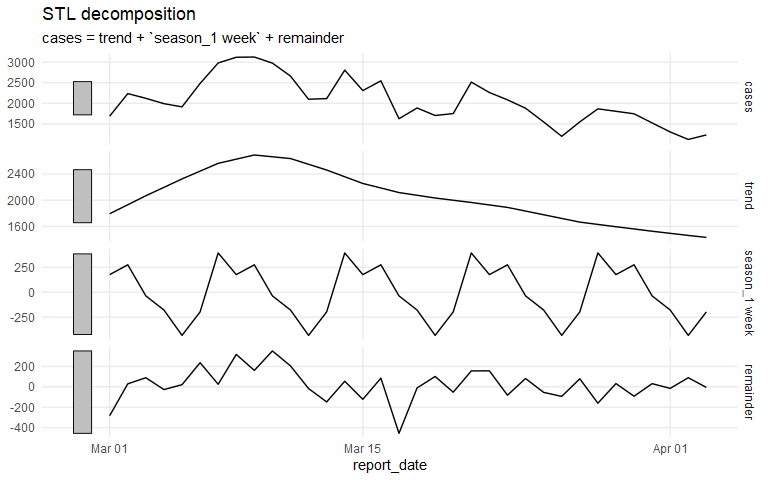 STL decomposition
cases = trend + `season_1 week` + remainder
3000
2500
2000
1500
cases
2400
2000
1600
trend
250
0
-250
season_1 week
200
0
-200
-400
remainder
Mar 01 Mar 15 Apr 01
report_date